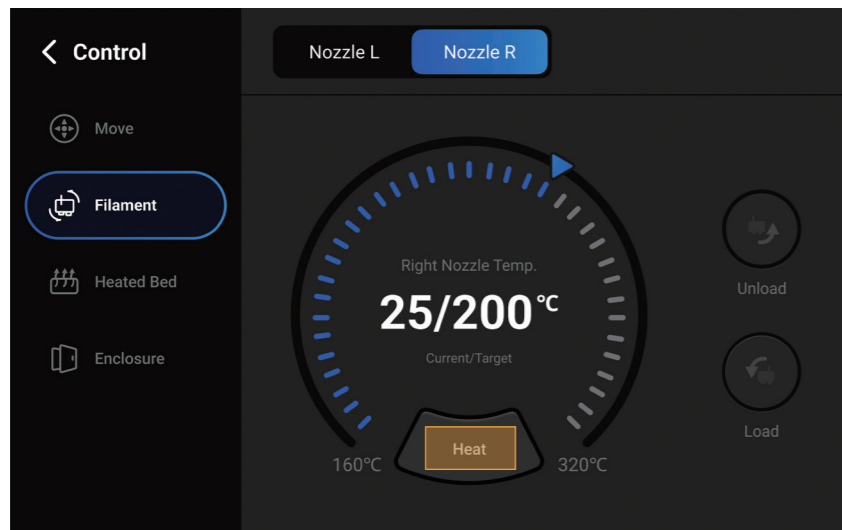 Control
Nozzle L
Nozzle R
Move
Filament
Heated Bed
Enclosure
Right Nozzle Temp.
25/200°C
Current/Target
Heat
160°C
320°C
Unload
Load